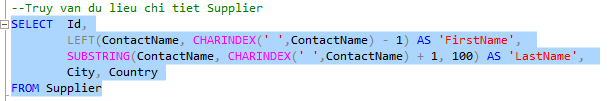 --Truy van du lieu chi tiet Supplier
SELECT  Id,
        LEFT(ContactName, CHARINDEX(' ',ContactName) - 1) AS 'FirstName',
        SUBSTRING(ContactName, CHARINDEX(' ',ContactName) + 1, 100) AS 'LastName',
        City, Country
FROM Supplier